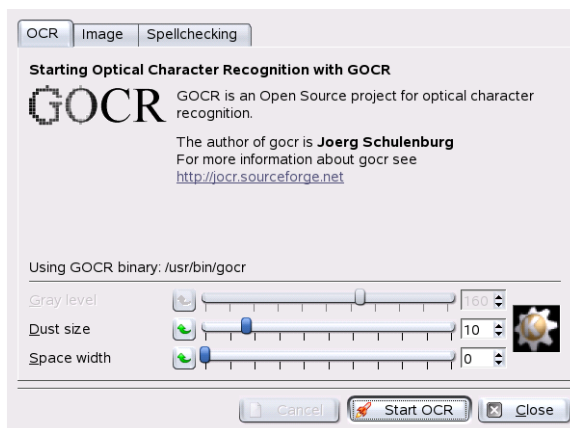 OCR Image Spellchecking
Starting Optical Character Recognition with GOCR
GOCR
GOCR is an Open Source project for optical character
recognition.
The author of gocr is Joerg Schulenburg
For more information about gocr see
http://jocr.sourceforge.net
Using GOCR binary: /usr/bin/gocr
Gray level 160
Dust size 10
Space width 0
K
Cancel Start OCR Close